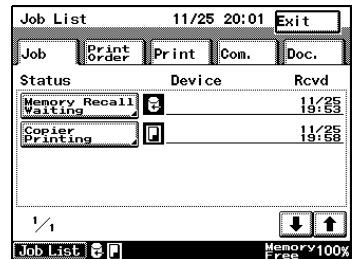 Job List 11/25 20:01 Exit
Job Print Order Print Com. Doc.
Status Device Rcvd
Memory Recall Waiting 11/25 19:53
Copier Printing 11/25 19:58
1/1
Job List Memory Free 100%